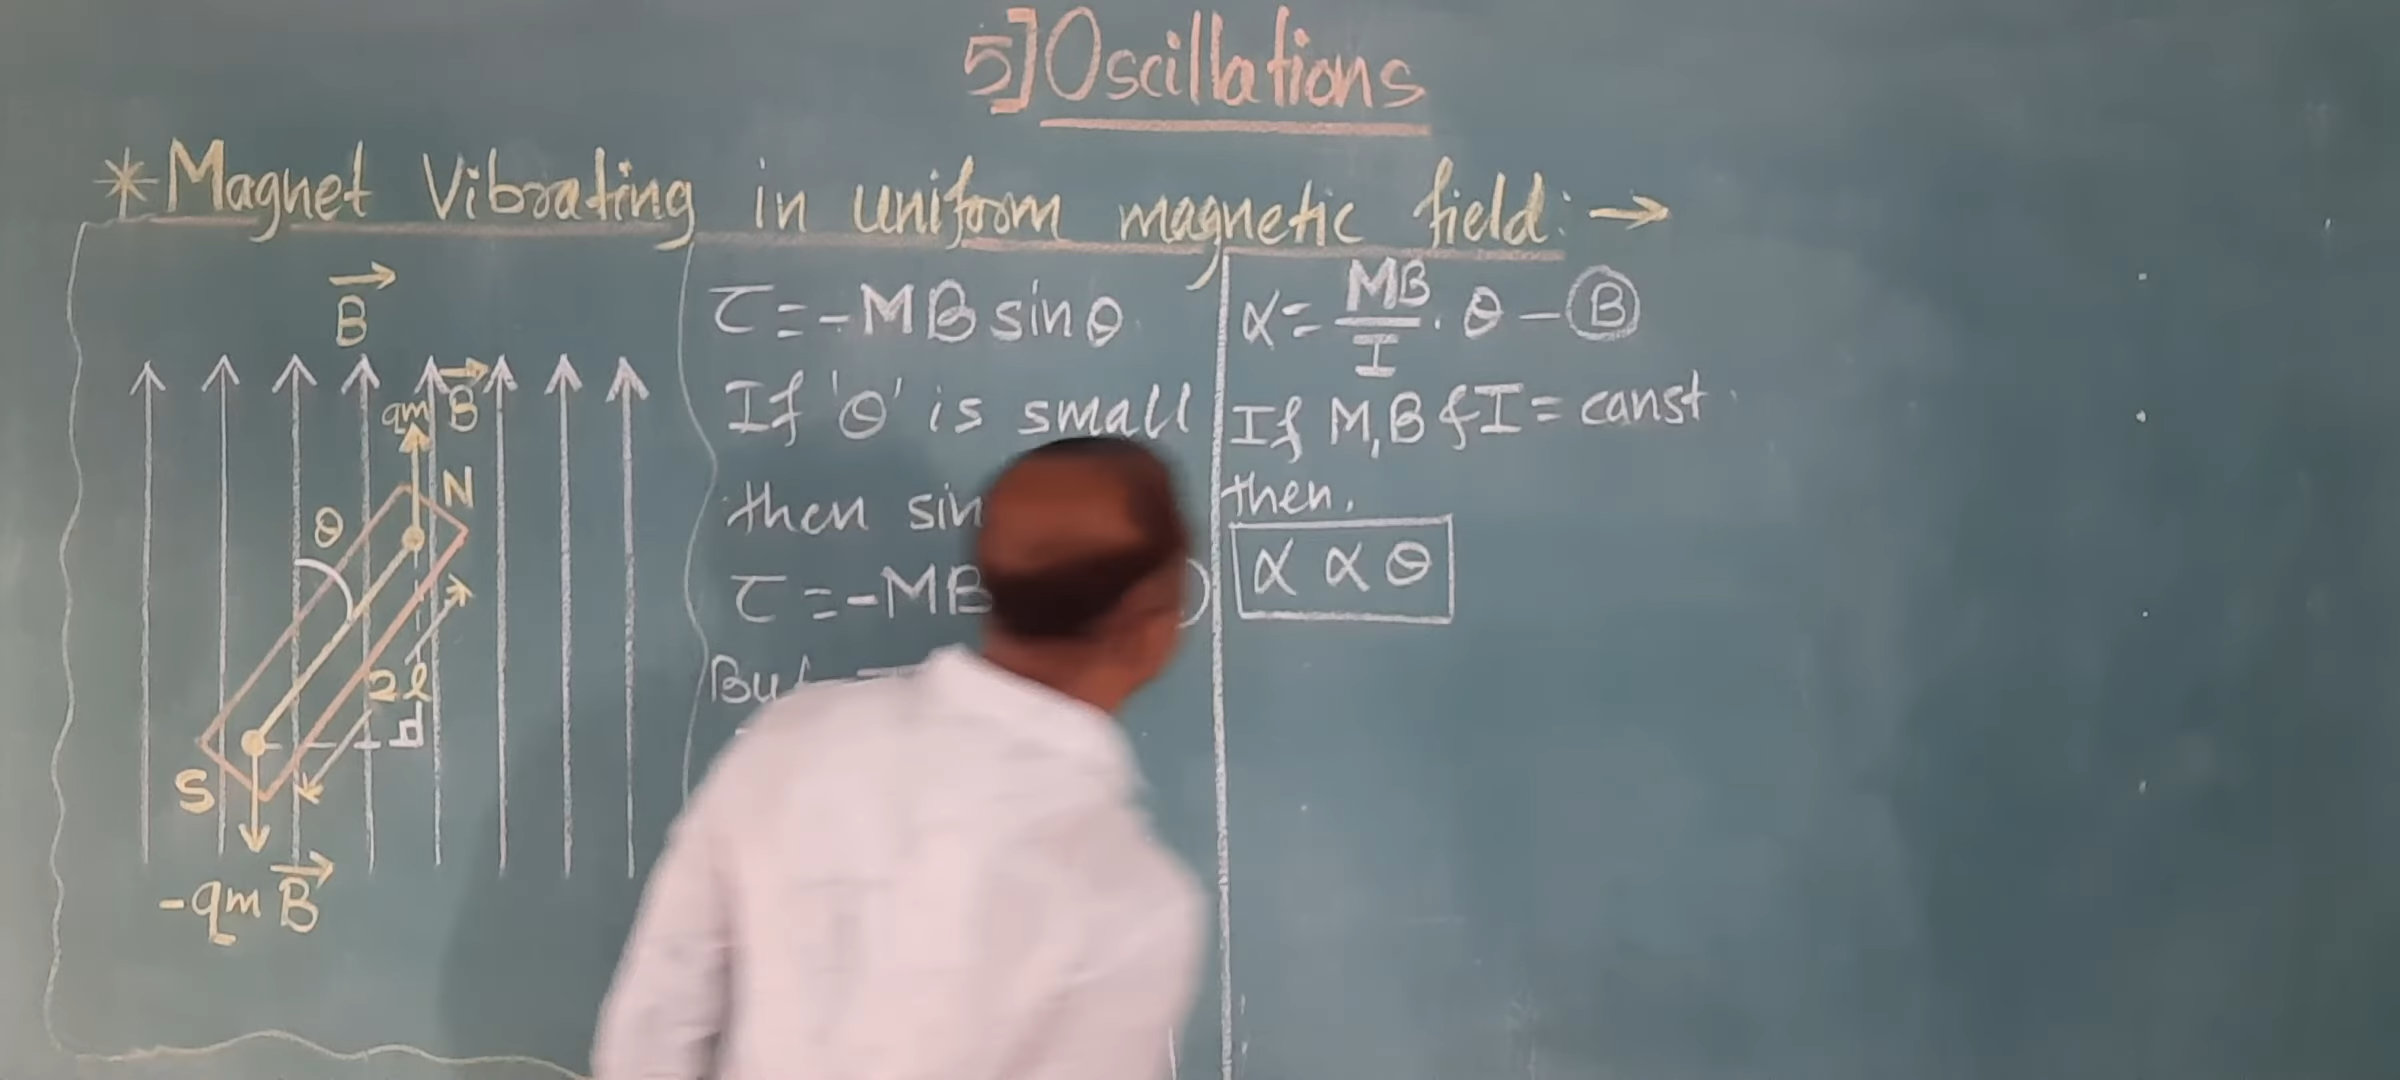 5] Oscillations
* Magnet Vibrating in uniform magnetic field:→
B
qm B
N
θ
2l
S
-qm B
τ = -MB sinθ
If 'θ' is small
then sin
τ = -MB
But
α = MB/I . θ - Ⓑ
If M, B & I = const.
then,
α ∝ θ